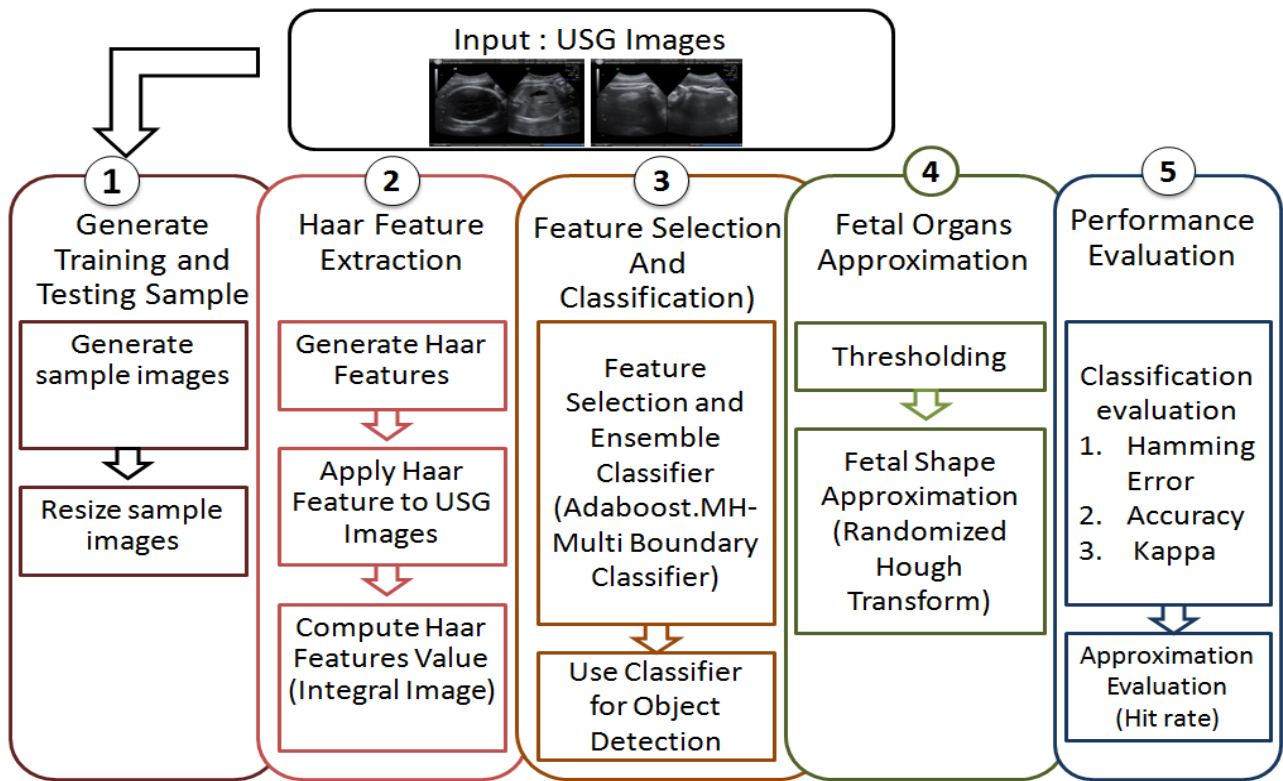 Input : USG Images
1
Generate
Training and
Testing Sample
Generate
sample images
Resize sample
images
2
Haar Feature
Extraction
Generate Haar
Features
Apply Haar
Feature to USG
Images
Compute Haar
Features Value
(Integral Image)
3
Feature Selection
And
Classification)
Feature
Selection and
Ensemble
Classifier
(Adaboost.MH-
Multi Boundary
Classifier)
Use Classifier
for Object
Detection
4
Fetal Organs
Approximation
Thresholding
Fetal Shape
Approximation
(Randomized
Hough
Transform)
5
Performance
Evaluation
Classification
evaluation
1. Hamming
Error
2. Accuracy
3. Kappa
Approximation
Evaluation
(Hit rate)